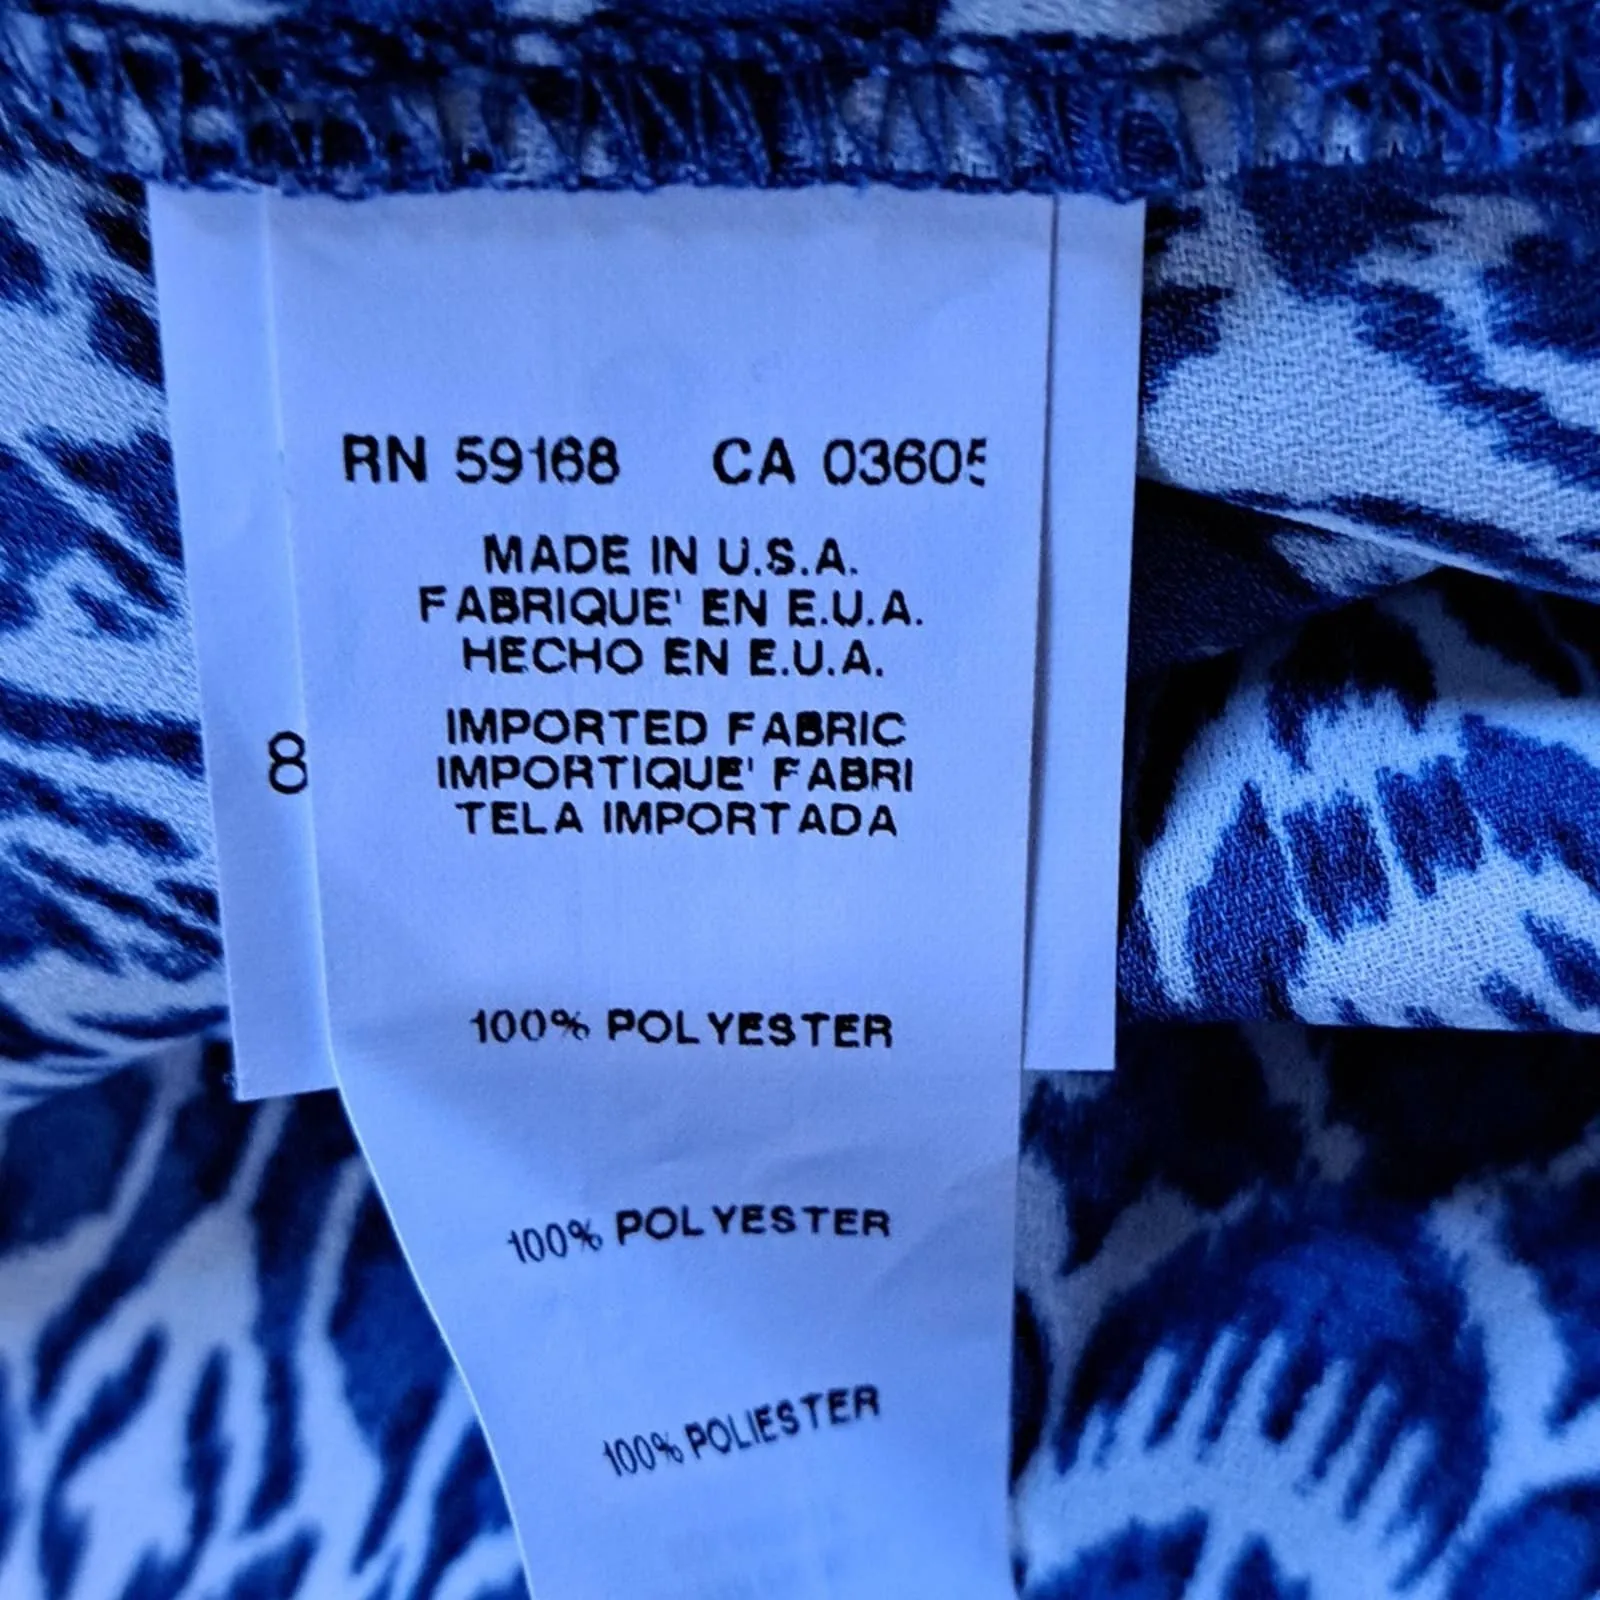 RN 59168 CA 03605
MADE IN U.S.A.
FABRIQUE' EN E.U.A.
HECHO EN E.U.A.
IMPORTED FABRIC
IMPORTIQUE' FABRI
TELA IMPORTADA
8
100% POLYESTER
100% POLYESTER
100% POLIESTER